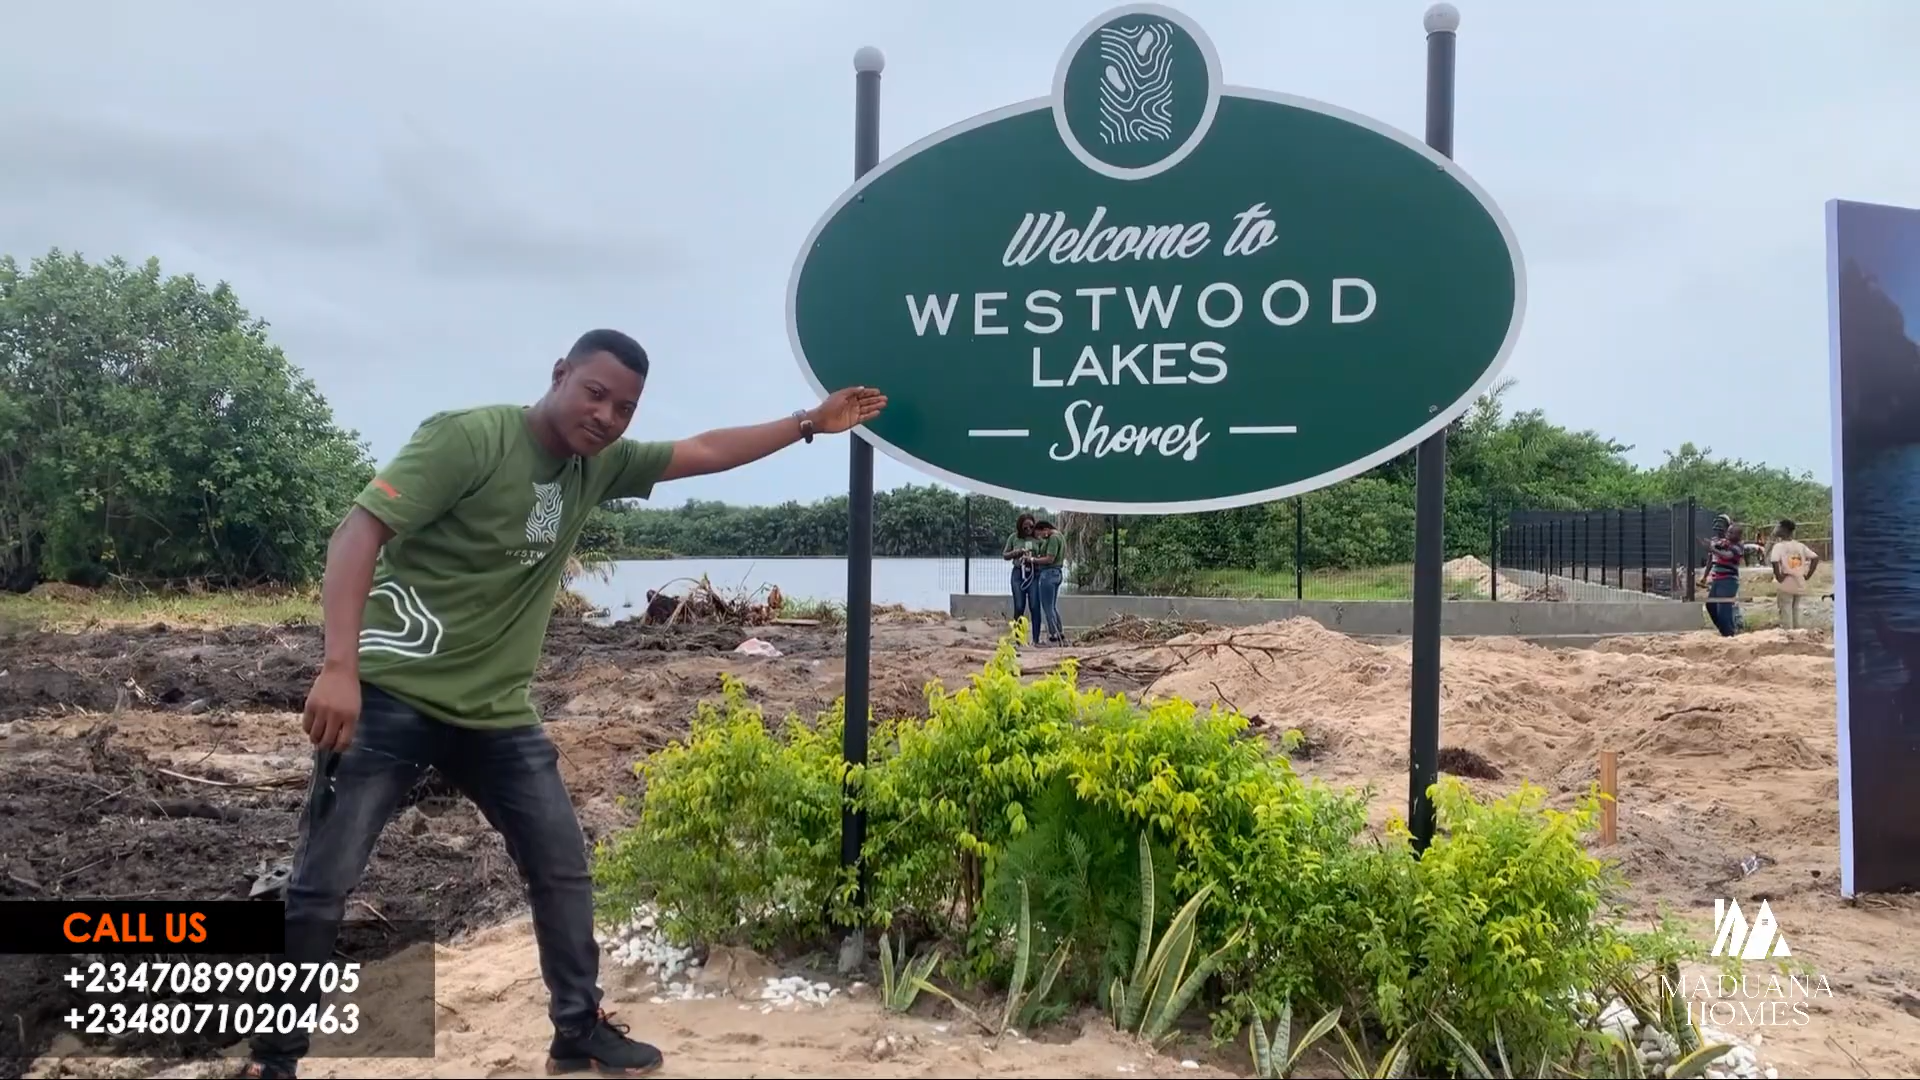 Welcome to
WESTWOOD
LAKES
Shores
CALL US
+2347089909705
+2348071020463
MADUANA
HOMES